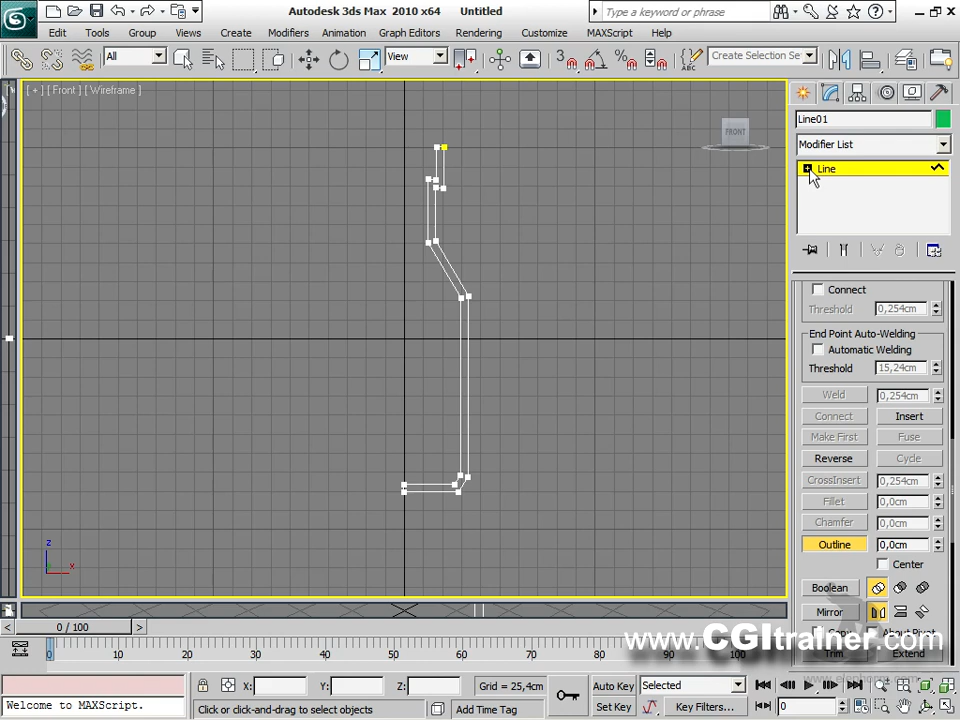 Autodesk 3ds Max 2010 x64 Untitled
Type a keyword or phrase
Edit Tools Group Views Create Modifiers Animation Graph Editors Rendering Customize MAXScript Help
All View 3 ABC Create Selection Se
[ + ] [ Front ] [ Wireframe ]
FRONT
Line01
Modifier List
Line
Connect
Threshold 0,254cm
End Point Auto-Welding
Automatic Welding
Threshold 15,24cm
Weld 0,254cm
Connect Insert
Make First Fuse
Reverse Cycle
CrossInsert 0,254cm
Fillet 0,0cm
Chamfer 0,0cm
Outline 0,0cm
Center
Boolean
Mirror
Copy About Pivot
Trim Extend
z
x
www.CGItrainer.com
0 / 100
0 10 20 30 40 50 60 70 80 90 100
X: Y: Z: Grid = 25,4cm Auto Key Selected
Welcome to MAXScript. Click or click-and-drag to select objects Add Time Tag Set Key Key Filters... 0